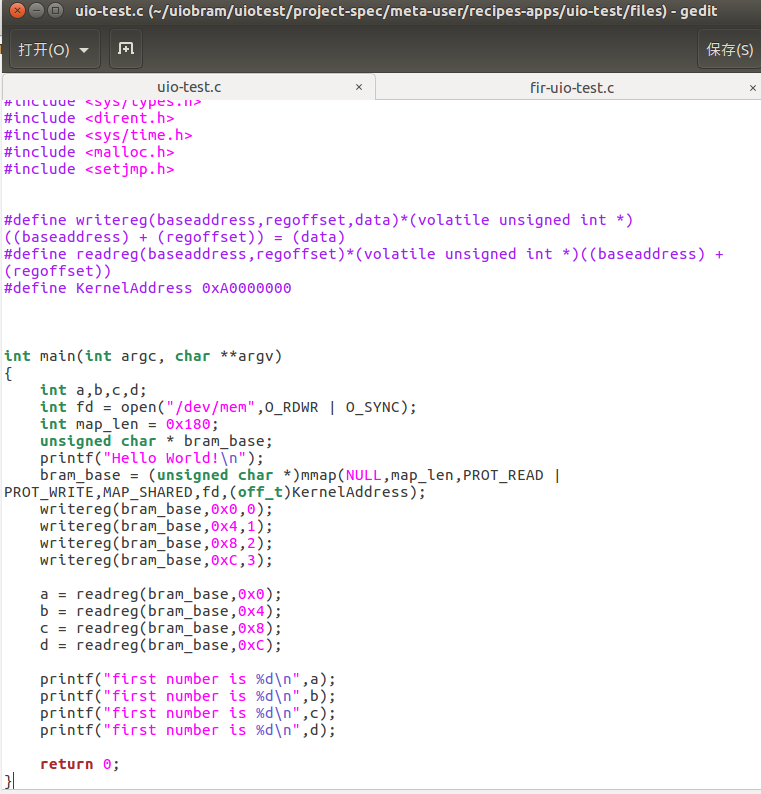 uio-test.c (~/uiobram/uiotest/project-spec/meta-user/recipes-apps/uio-test/files) - gedit
打开(O)
保存(S)
uio-test.c ×
fir-uio-test.c ×
#include <sys/types.h>
#include <dirent.h>
#include <sys/time.h>
#include <malloc.h>
#include <setjmp.h>
#define writereg(baseaddress,regoffset,data)*(volatile unsigned int *)
((baseaddress) + (regoffset)) = (data)
#define readreg(baseaddress,regoffset)*(volatile unsigned int *)((baseaddress) +
(regoffset))
#define KernelAddress 0xA0000000
int main(int argc, char **argv)
{
    int a,b,c,d;
    int fd = open("/dev/mem",O_RDWR | O_SYNC);
    int map_len = 0x180;
    unsigned char * bram_base;
    printf("Hello World!\n");
    bram_base = (unsigned char *)mmap(NULL,map_len,PROT_READ |
PROT_WRITE,MAP_SHARED,fd,(off_t)KernelAddress);
    writereg(bram_base,0x0,0);
    writereg(bram_base,0x4,1);
    writereg(bram_base,0x8,2);
    writereg(bram_base,0xC,3);
    a = readreg(bram_base,0x0);
    b = readreg(bram_base,0x4);
    c = readreg(bram_base,0x8);
    d = readreg(bram_base,0xC);
    printf("first number is %d\n",a);
    printf("first number is %d\n",b);
    printf("first number is %d\n",c);
    printf("first number is %d\n",d);
    return 0;
}